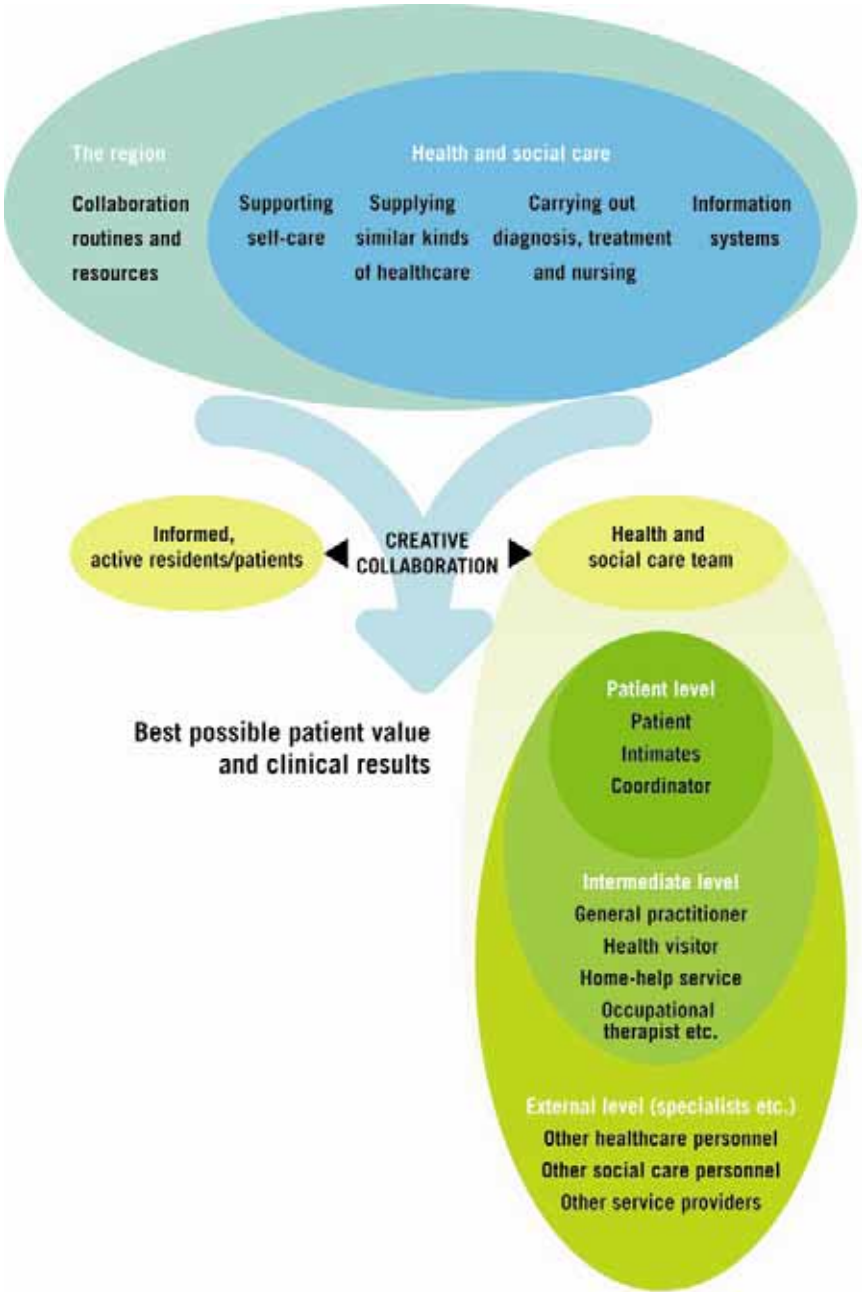 The region
Collaboration
routines and
resources
Health and social care
Supporting
self-care
Supplying
similar kinds
of healthcare
Carrying out
diagnosis, treatment
and nursing
Information
systems
Informed,
active residents/patients
CREATIVE
COLLABORATION
Health and
social care team
Best possible patient value
and clinical results
Patient level
Patient
Intimates
Coordinator
Intermediate level
General practitioner
Health visitor
Home-help service
Occupational
therapist etc.
External level (specialists etc.)
Other healthcare personnel
Other social care personnel
Other service providers